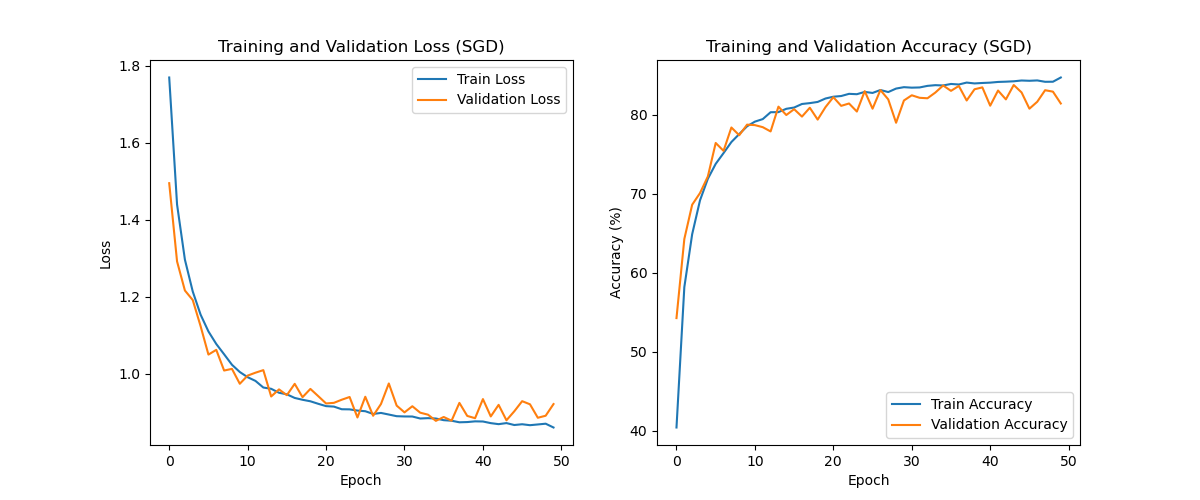 Training and Validation Loss (SGD)
Train Loss
Validation Loss
1.8
1.6
1.4
1.2
1.0
Loss
0
10
20
30
40
50
Epoch
Training and Validation Accuracy (SGD)
80
70
60
50
40
Accuracy (%)
Train Accuracy
Validation Accuracy
0
10
20
30
40
50
Epoch